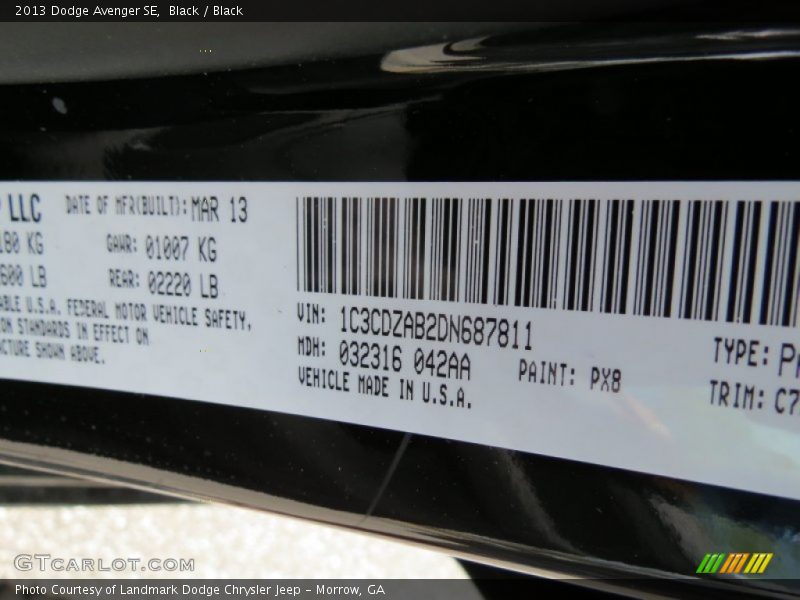 2013 Dodge Avenger SE,  Black / Black
LLC
DATE OF MFR(BUILT): MAR 13
180 KG
GAWR: 01007 KG
600 LB
REAR: 02220 LB
ABLE U.S.A. FEDERAL MOTOR VEHICLE SAFETY,
ON STANDARDS IN EFFECT ON
ACTURE SHOWN ABOVE.
VIN: 1C3CDZAB2DN687811
MDH: 032316 042AA
VEHICLE MADE IN U.S.A.
PAINT: PX8
TYPE:
TRIM: C7
GTCARLOT.COM
Photo Courtesy of Landmark Dodge Chrysler Jeep – Morrow, GA